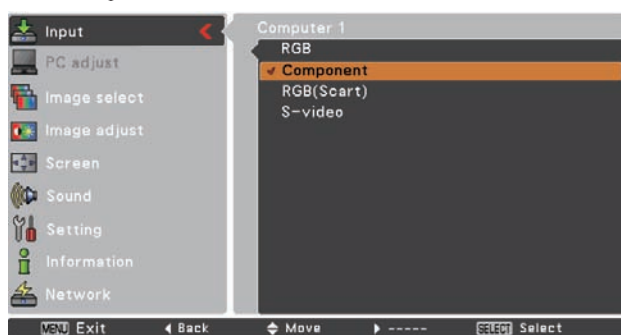 Input
PC adjust
Image select
Image adjust
Screen
Sound
Setting
Information
Network
Computer 1
RGB
Component
RGB(Scart)
S-video
MENU Exit
Back
Move
-----
SELECT Select